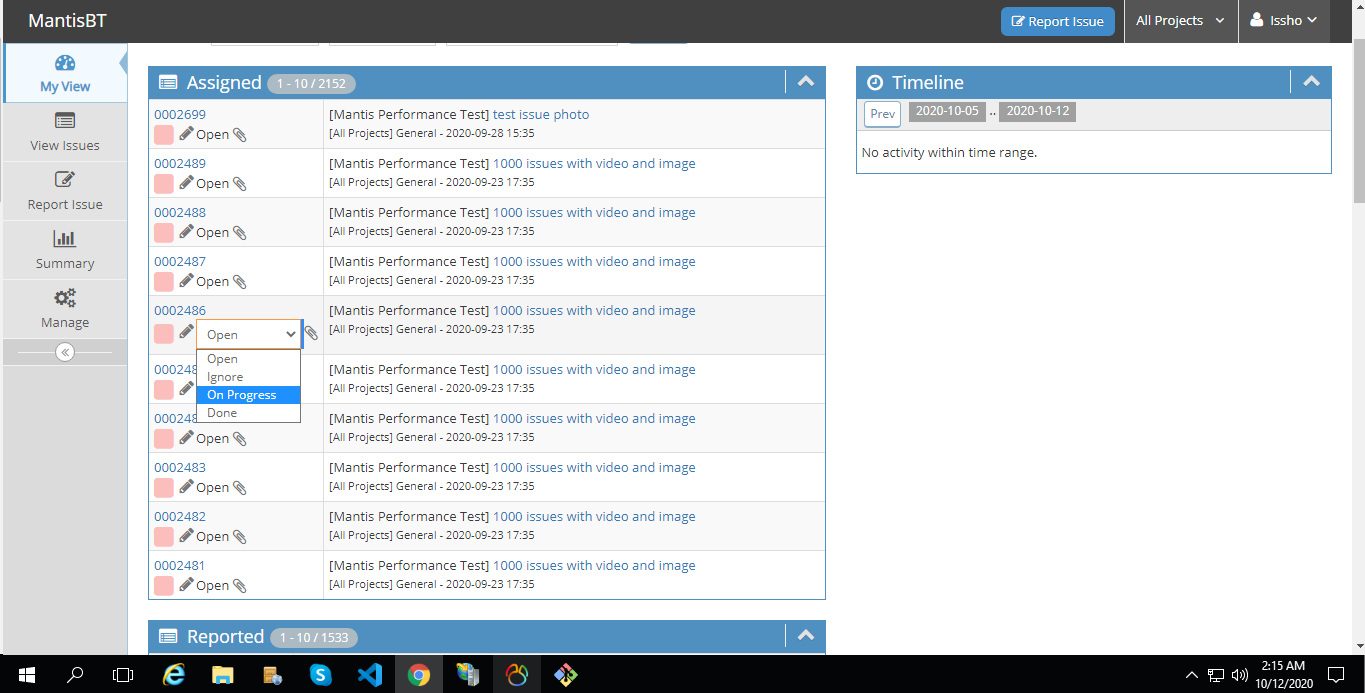 MantisBT
Report Issue
All Projects
Issho
My View
View Issues
Report Issue
Summary
Manage
Assigned 1 - 10 / 2152
0002699
Open
[Mantis Performance Test] test issue photo
[All Projects] General - 2020-09-28 15:35
0002489
Open
[Mantis Performance Test] 1000 issues with video and image
[All Projects] General - 2020-09-23 17:35
0002488
Open
[Mantis Performance Test] 1000 issues with video and image
[All Projects] General - 2020-09-23 17:35
0002487
Open
[Mantis Performance Test] 1000 issues with video and image
[All Projects] General - 2020-09-23 17:35
0002486
Open
Open
Ignore
On Progress
Done
[Mantis Performance Test] 1000 issues with video and image
[All Projects] General - 2020-09-23 17:35
[Mantis Performance Test] 1000 issues with video and image
[All Projects] General - 2020-09-23 17:35
Open
[Mantis Performance Test] 1000 issues with video and image
[All Projects] General - 2020-09-23 17:35
0002483
Open
[Mantis Performance Test] 1000 issues with video and image
[All Projects] General - 2020-09-23 17:35
0002482
Open
[Mantis Performance Test] 1000 issues with video and image
[All Projects] General - 2020-09-23 17:35
0002481
Open
[Mantis Performance Test] 1000 issues with video and image
[All Projects] General - 2020-09-23 17:35
Reported 1 - 10 / 1533
Timeline
Prev 2020-10-05 .. 2020-10-12
No activity within time range.
2:15 AM
10/12/2020